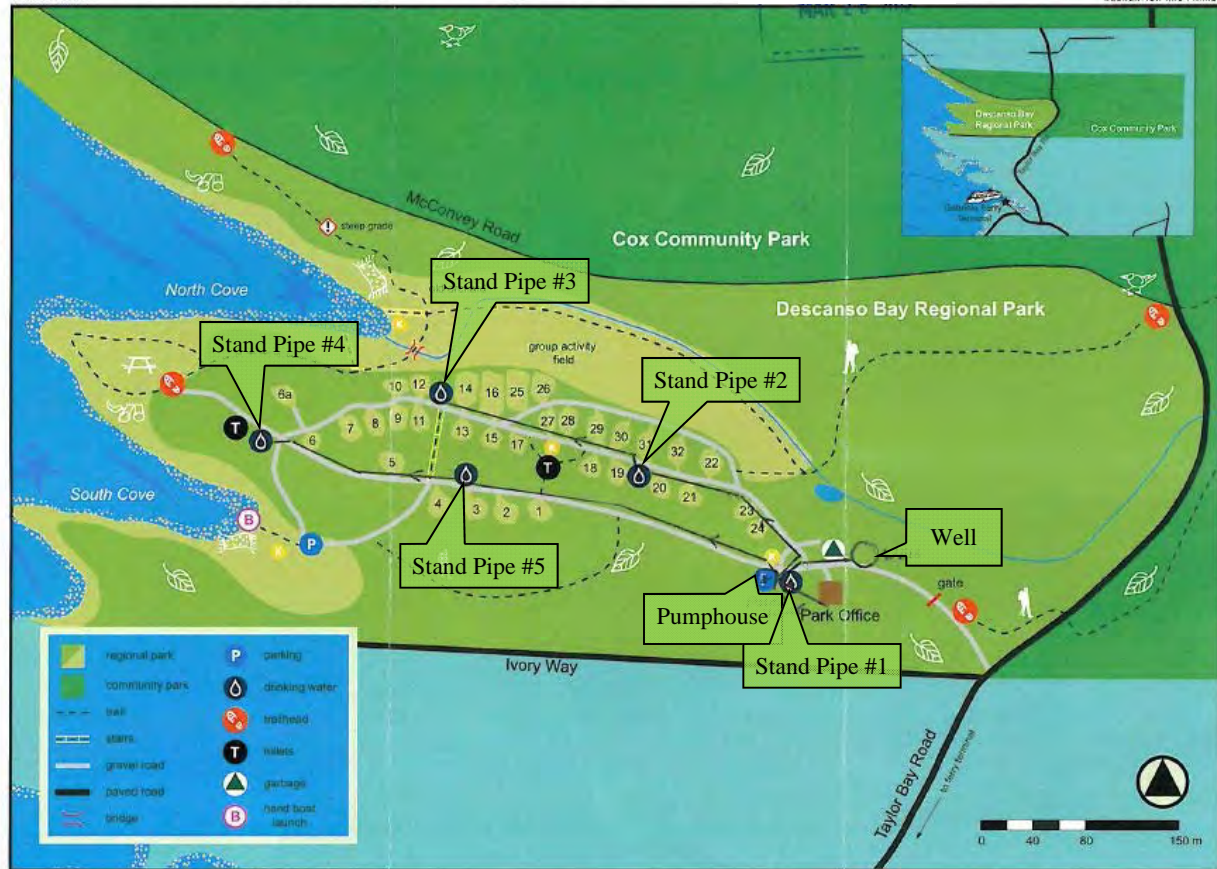 Descanso Bay
Regional Park
Cox Community Park
McConvey Road
steep grade
Cox Community Park
Stand Pipe #3
North Cove
Descanso Bay Regional Park
Stand Pipe #4
group activity
field
Stand Pipe #2
6a
10
12
14
16
25
26
7
8
9
11
13
15
17
27
28
29
30
31
32
22
6
5
18
19
20
21
4
3
2
1
23
24
South Cove
Stand Pipe #5
Well
gate
Pumphouse
Park Office
Stand Pipe #1
Ivory Way
Taylor Bay Road
to ferry terminal
regional park
community park
trail
stairs
gravel road
paved road
bridge
P
parking
drinking water
trailhead
T
toilets
garbage
B
hand boat
launch
0
40
80
150 m